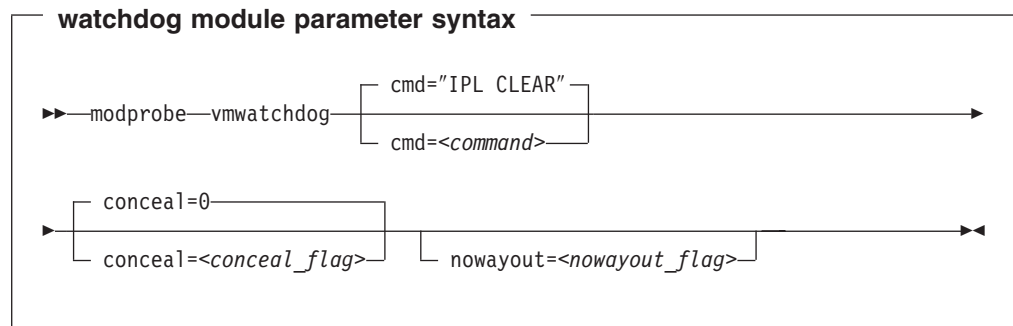 watchdog module parameter syntax
cmd=″IPL CLEAR″
modprobe vmwatchdog
cmd=<command>
conceal=0
conceal=<conceal_flag>
nowayout=<nowayout_flag>